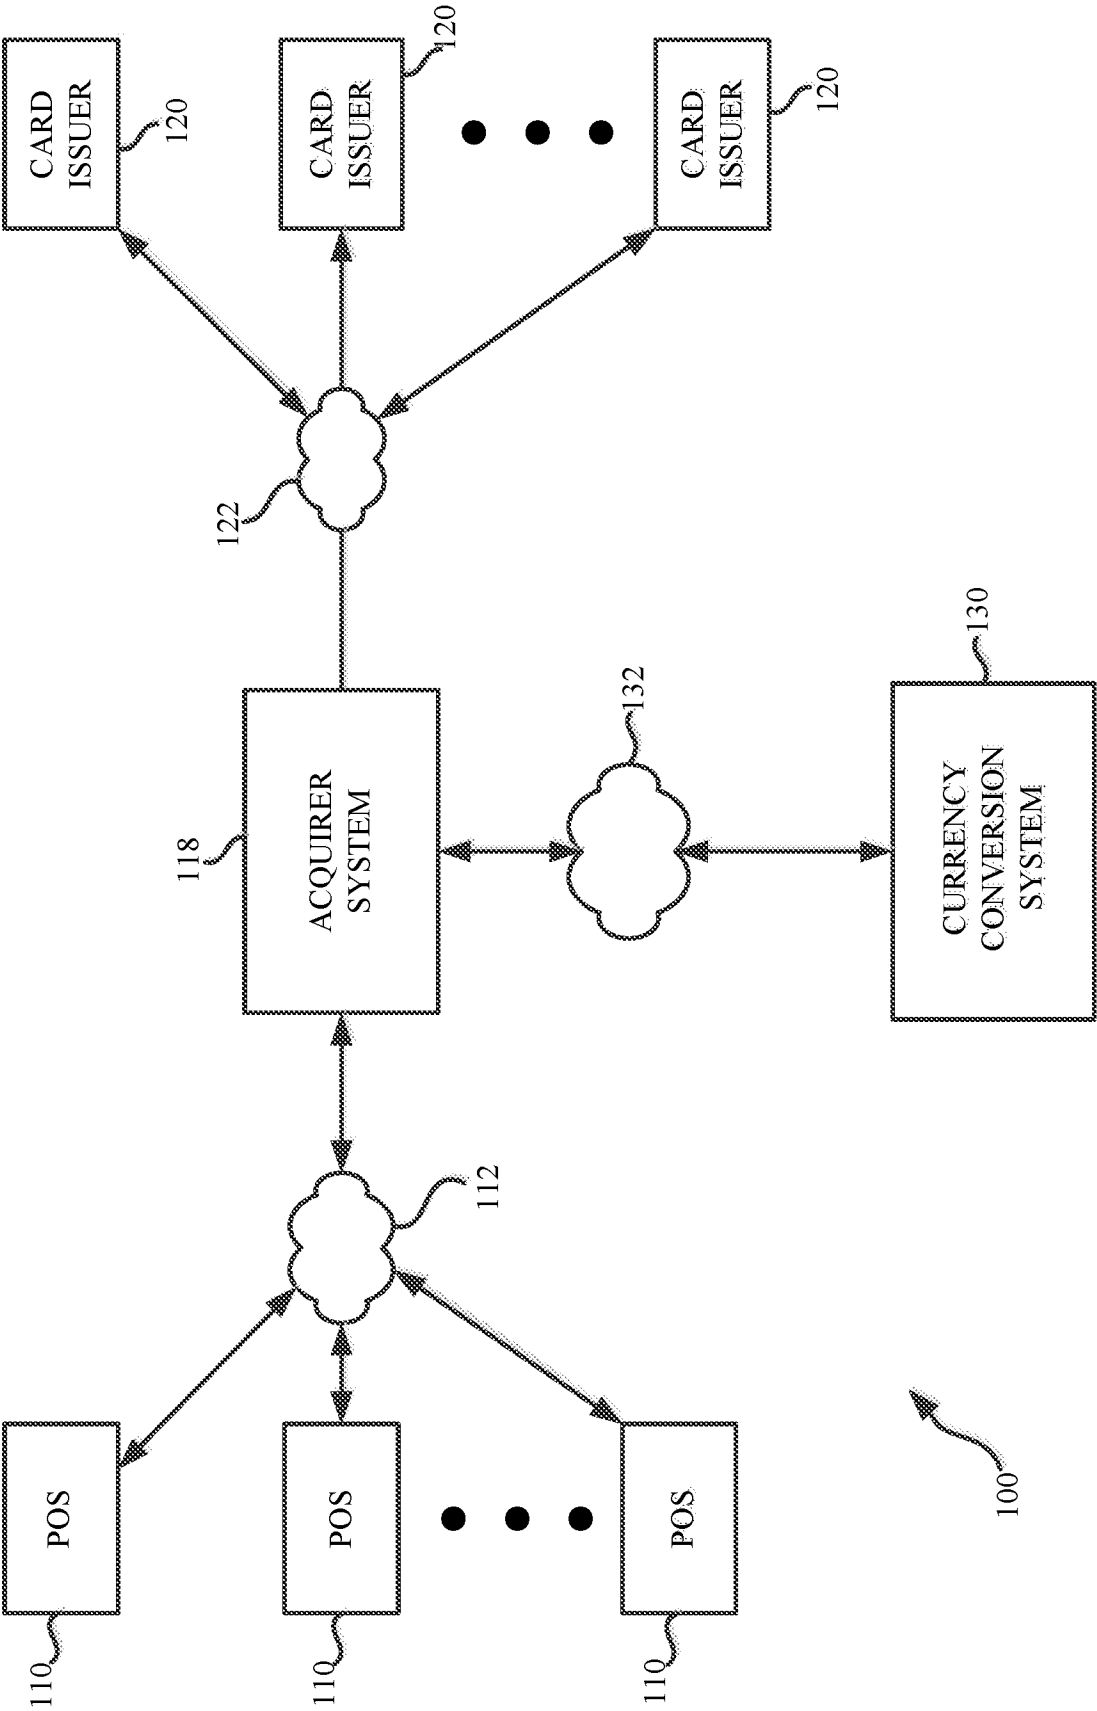 110
POS
110
POS
110
POS
112
118
ACQUIRER
SYSTEM
122
132
CURRENCY
CONVERSION
SYSTEM
130
CARD
ISSUER
120
CARD
ISSUER
120
CARD
ISSUER
120
100